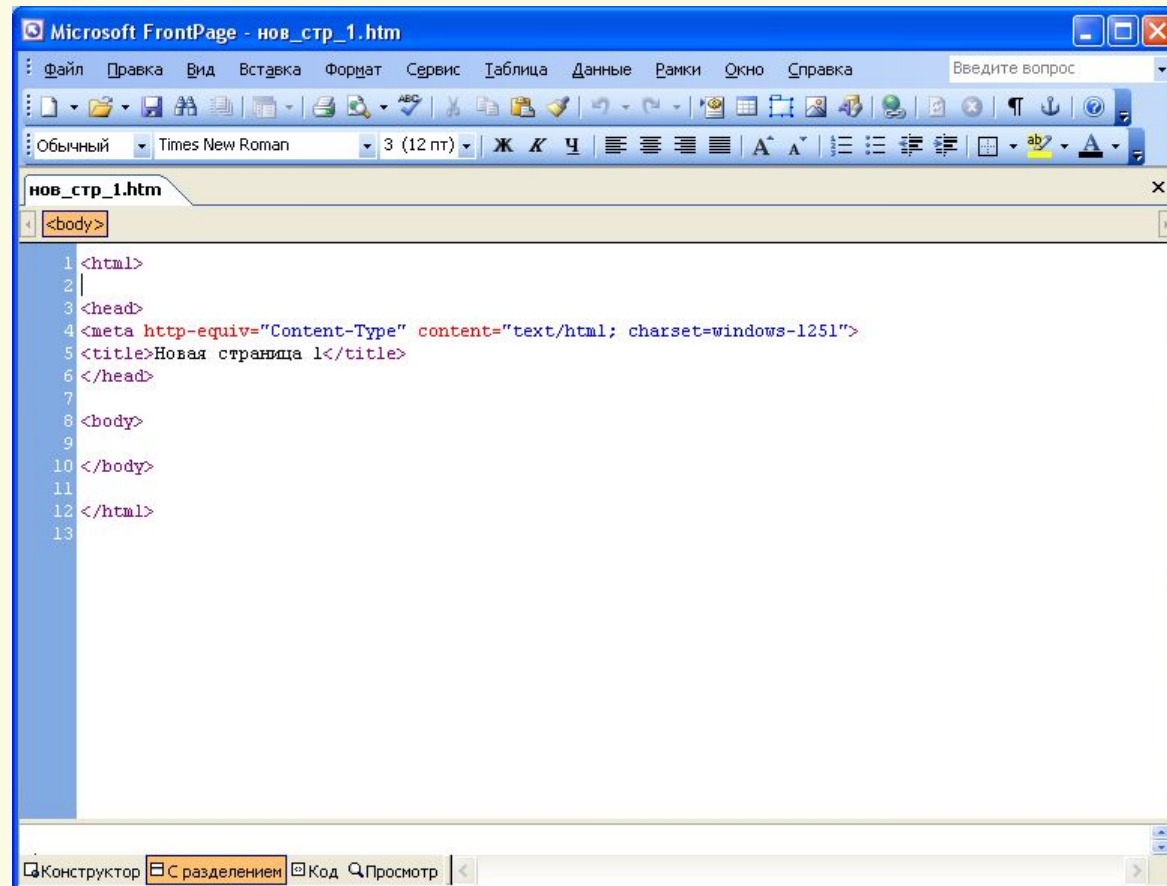 Microsoft FrontPage - нов_стр_1.htm
Файл Правка Вид Вставка Формат Сервис Таблица Данные Рамки Окно Справка Введите вопрос
Обычный Times New Roman 3 (12 пт) Ж К Ч A A ab A
нов_стр_1.htm
<body>
1 <html>
2
3 <head>
4 <meta http-equiv="Content-Type" content="text/html; charset=windows-1251">
5 <title>Новая страница 1</title>
6 </head>
7
8 <body>
9
10 </body>
11
12 </html>
13
Конструктор С разделением Код Просмотр